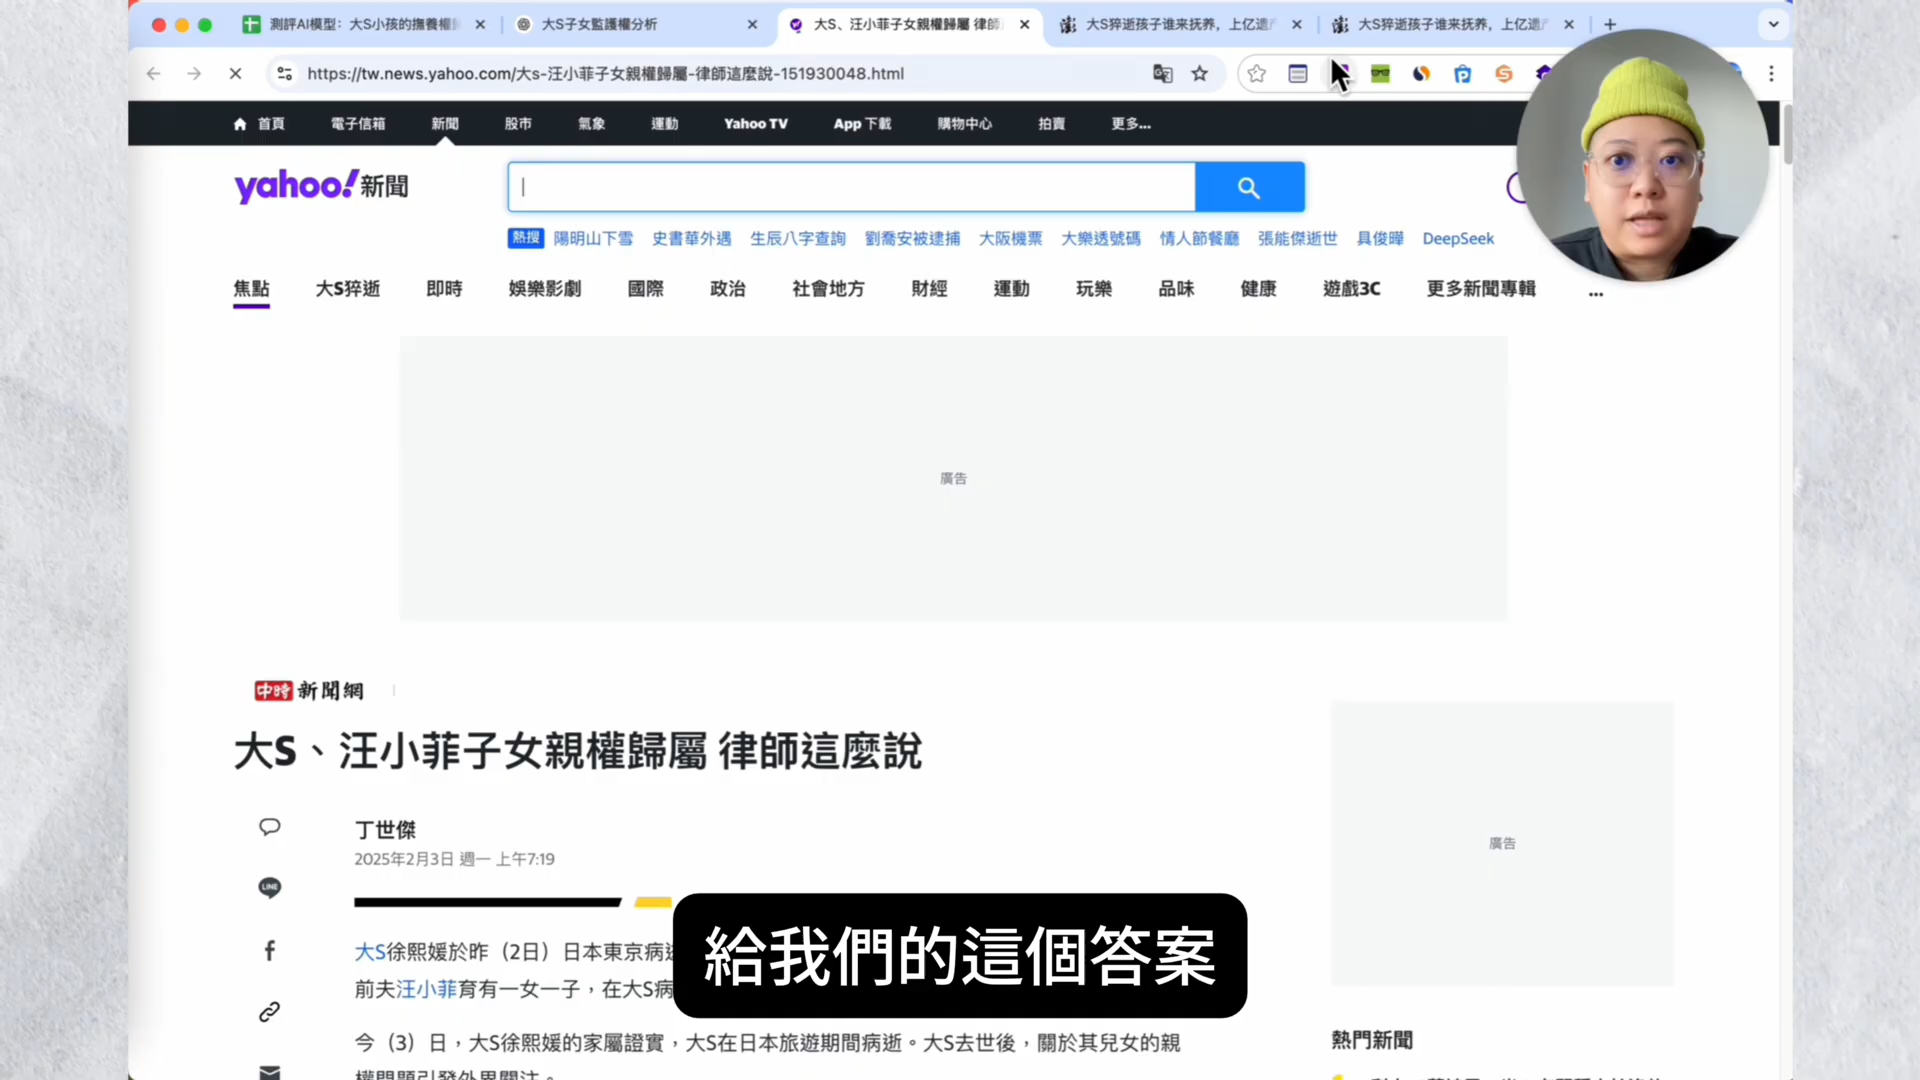 測評AI模型：大S小孩的撫養權
大S子女監護權分析
大S、汪小菲子女親權歸屬 律師
大S猝逝孩子谁来抚养，上亿遗
大S猝逝孩子谁来抚养，上亿遗
https://tw.news.yahoo.com/大s-汪小菲子女親權歸屬-律師這麼說-151930048.html
首頁 電子信箱 新聞 股市 氣象 運動 Yahoo TV App 下載 購物中心 拍賣 更多...
yahoo!新聞
熱搜 陽明山下雪 史書華外遇 生辰八字查詢 劉喬安被逮捕 大阪機票 大樂透號碼 情人節餐廳 張能傑逝世 具俊曄 DeepSeek
焦點 大S猝逝 即時 娛樂影劇 國際 政治 社會地方 財經 運動 玩樂 品味 健康 遊戲3C 更多新聞專輯 ...
廣告
中時新聞網
大S、汪小菲子女親權歸屬 律師這麼說
丁世傑
2025年2月3日 週一 上午7:19
廣告
LINE
大S徐熙媛於昨（2日）日本東京病
前夫汪小菲育有一女一子，在大S病
給我們的這個答案
今（3）日，大S徐熙媛的家屬證實，大S在日本旅遊期間病逝。大S去世後，關於其兒女的親
權問題引發外界關注。
熱門新聞